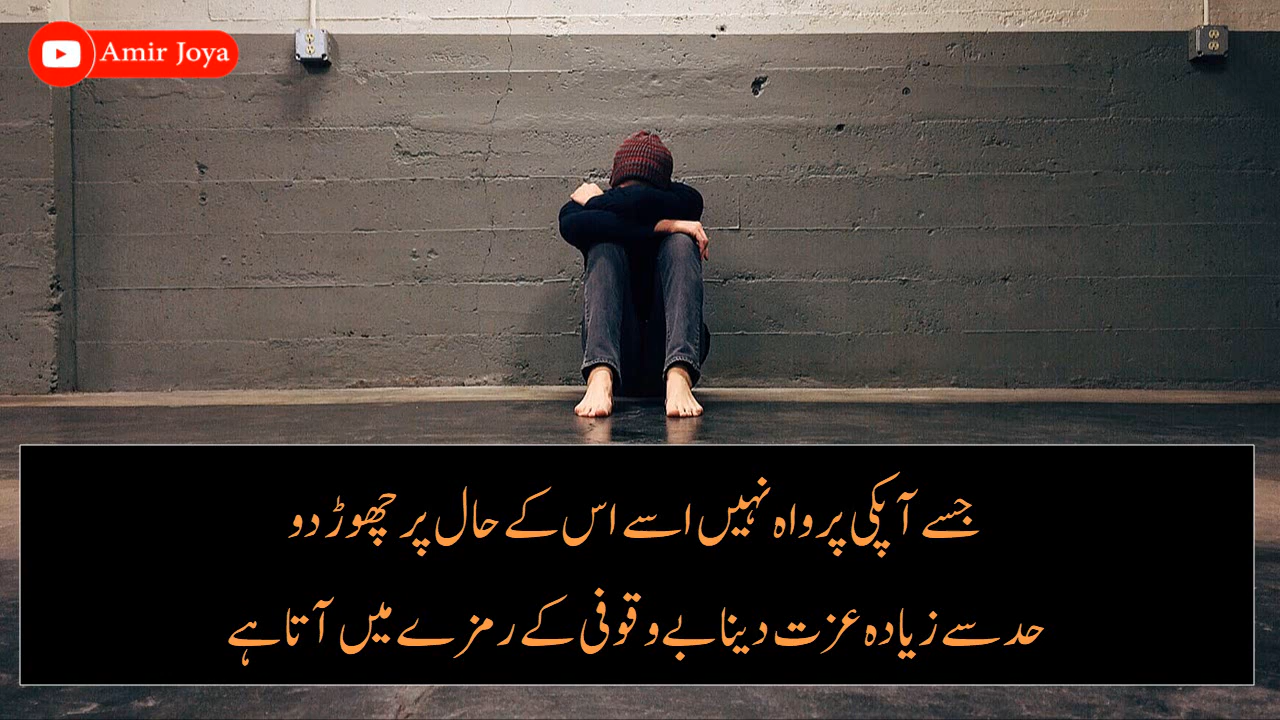 Amir Joya
جسے آپکی پرواہ نہیں اسے اس کے حال پر چھوڑ دو
حد سے زیادہ عزت دینا بے وقوفی کے رمزے میں آتا ہے